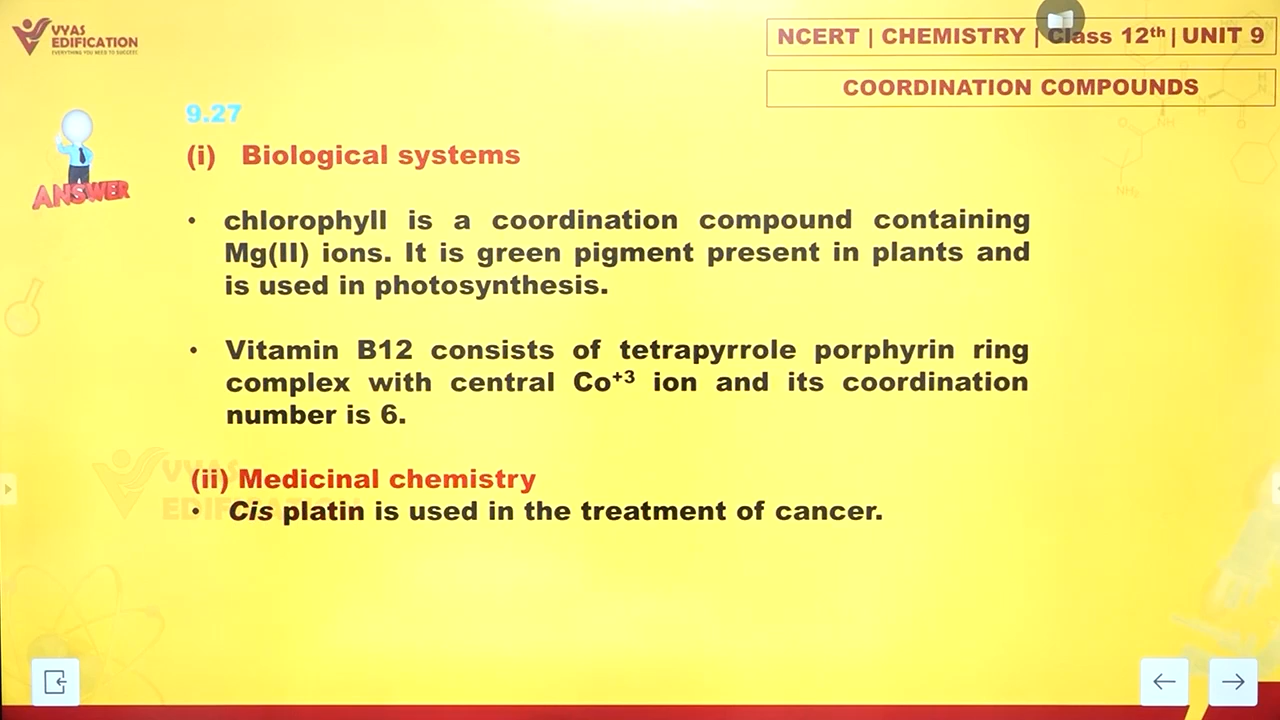 VYAS
EDIFICATION
EVERYTHING YOU NEED TO SUCCEED
NCERT | CHEMISTRY | Class 12th | UNIT 9
COORDINATION COMPOUNDS
ANSWER
9.27
(i) Biological systems
• chlorophyll is a coordination compound containing
Mg(II) ions. It is green pigment present in plants and
is used in photosynthesis.
• Vitamin B12 consists of tetrapyrrole porphyrin ring
complex with central Co+3 ion and its coordination
number is 6.
(ii) Medicinal chemistry
• Cis platin is used in the treatment of cancer.
VYAS
EDIFICATION